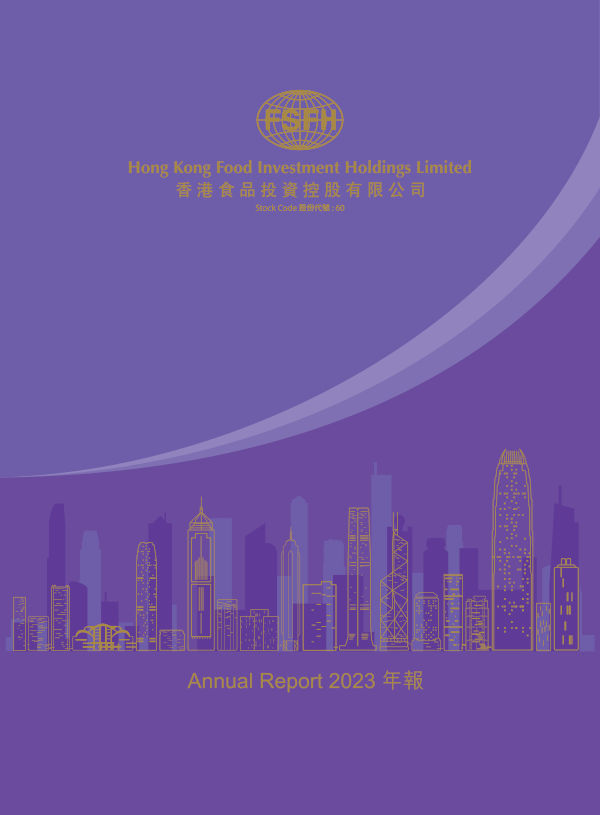 FSFH
Hong Kong Food Investment Holdings Limited
香港食品投資控股有限公司
Stock Code 股份代號 : 60
Annual Report 2023 年報